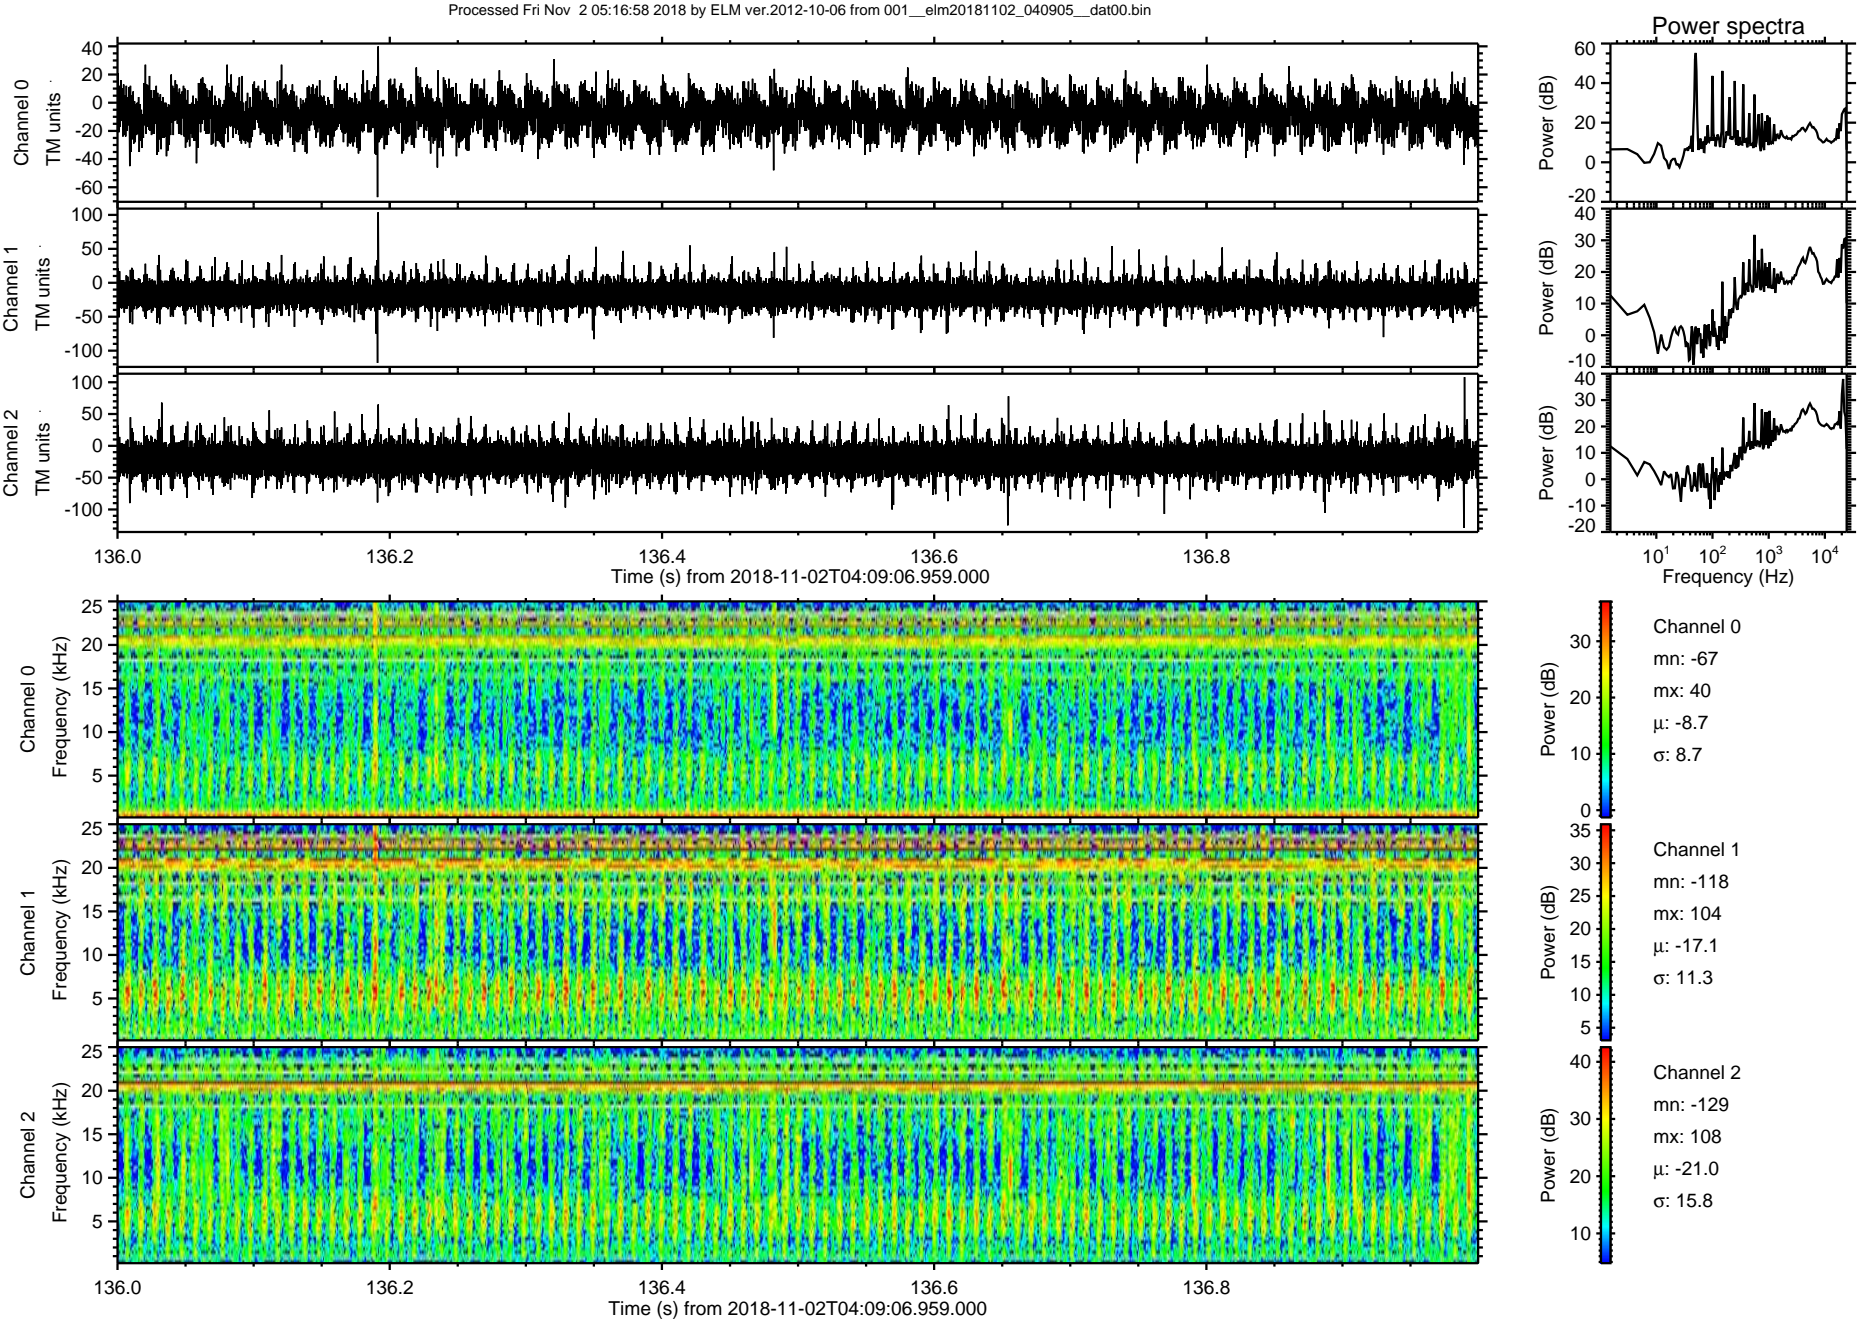 Processed Fri Nov  2 05:16:58 2018 by ELM ver.2012-10-06 from 001__elm20181102_040905__dat00.bin
Power spectra
Channel 0
TM units
40
20
0
-20
-40
-60
Power (dB)
60
40
20
0
-20
Channel 1
TM units
100
50
0
-50
-100
Power (dB)
40
30
20
10
0
-10
Channel 2
TM units
100
50
0
-50
-100
Power (dB)
40
30
20
10
0
-10
-20
136.0 136.2 136.4 136.6 136.8
Time (s) from 2018-11-02T04:09:06.959.000
10¹ 10² 10³ 10⁴
Frequency (Hz)
Channel 0
Frequency (kHz)
25
20
15
10
5
Power (dB)
30
20
10
0
Channel 0
mn: -67
mx: 40
μ: -8.7
σ: 8.7
Channel 1
Frequency (kHz)
25
20
15
10
5
Power (dB)
35
30
25
20
15
10
5
Channel 1
mn: -118
mx: 104
μ: -17.1
σ: 11.3
Channel 2
Frequency (kHz)
25
20
15
10
5
Power (dB)
40
30
20
10
Channel 2
mn: -129
mx: 108
μ: -21.0
σ: 15.8
136.0 136.2 136.4 136.6 136.8
Time (s) from 2018-11-02T04:09:06.959.000